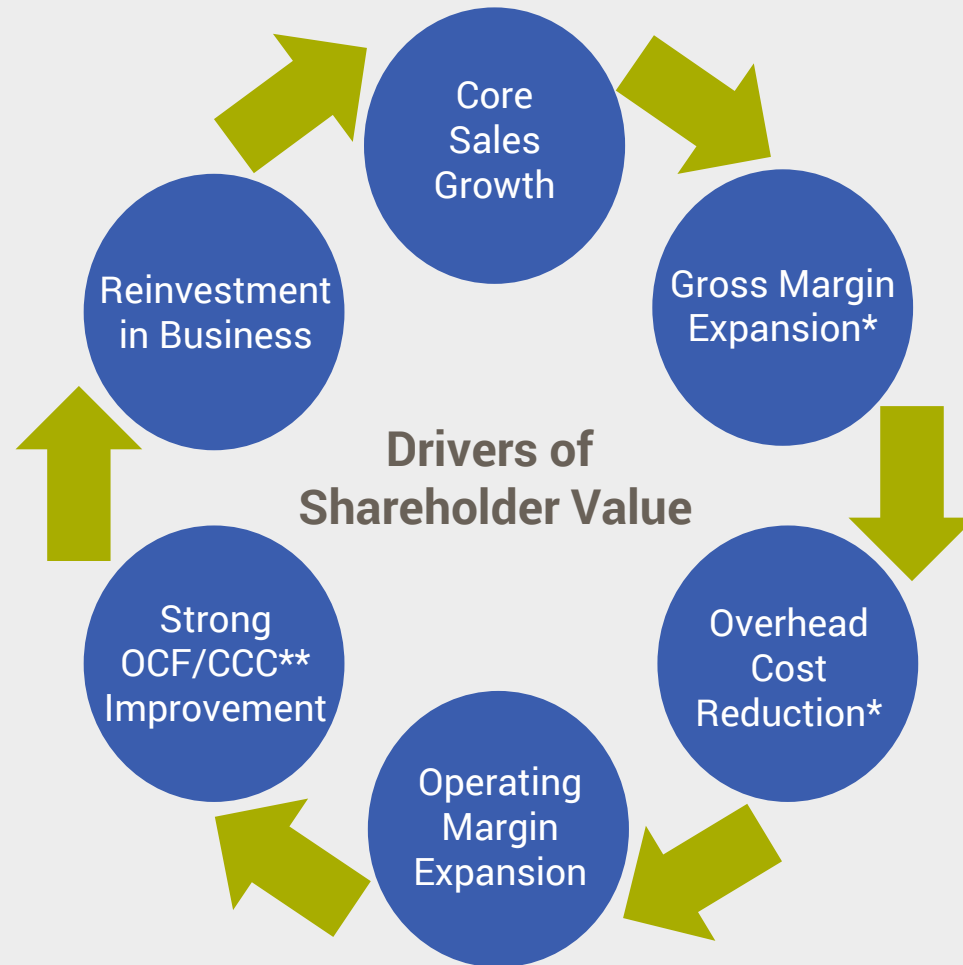 Core
Sales
Growth
Gross Margin
Expansion*
Overhead
Cost
Reduction*
Operating
Margin
Expansion
Strong
OCF/CCC**
Improvement
Reinvestment
in Business
Drivers of
Shareholder Value